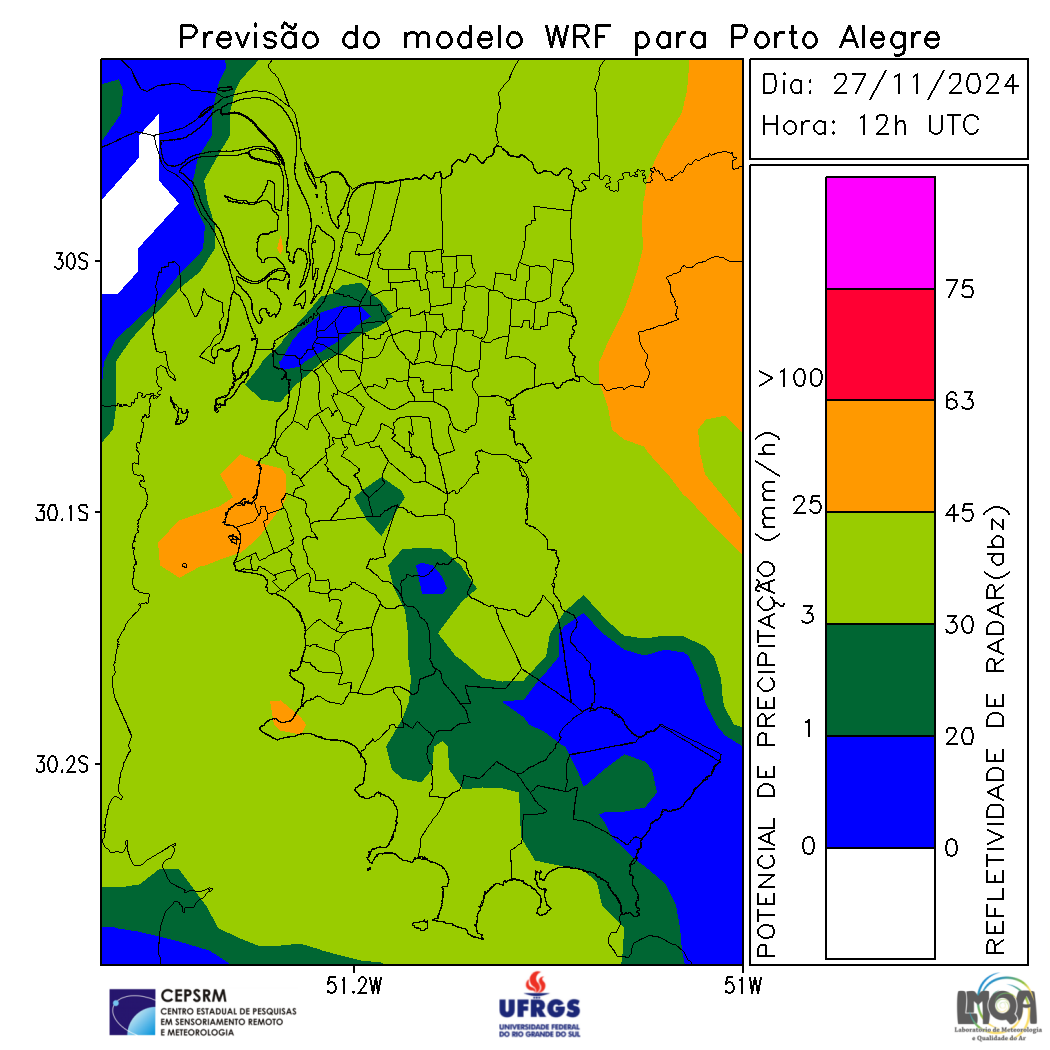 Previsão do modelo WRF para Porto Alegre
Dia: 27/11/2024
Hora: 12h UTC
30S
30.1S
30.2S
51.2W
51W
POTENCIAL DE PRECIPITAÇÃO (mm/h)
>100
25
3
1
0
75
63
45
30
20
0
REFLETIVIDADE DE RADAR(dbz)
CEPSRM
CENTRO ESTADUAL DE PESQUISAS
EM SENSORIAMENTO REMOTO
E METEOROLOGIA
UFRGS
UNIVERSIDADE FEDERAL
DO RIO GRANDE DO SUL
LMQA
Laboratório de Meteorologia
e Qualidade do Ar